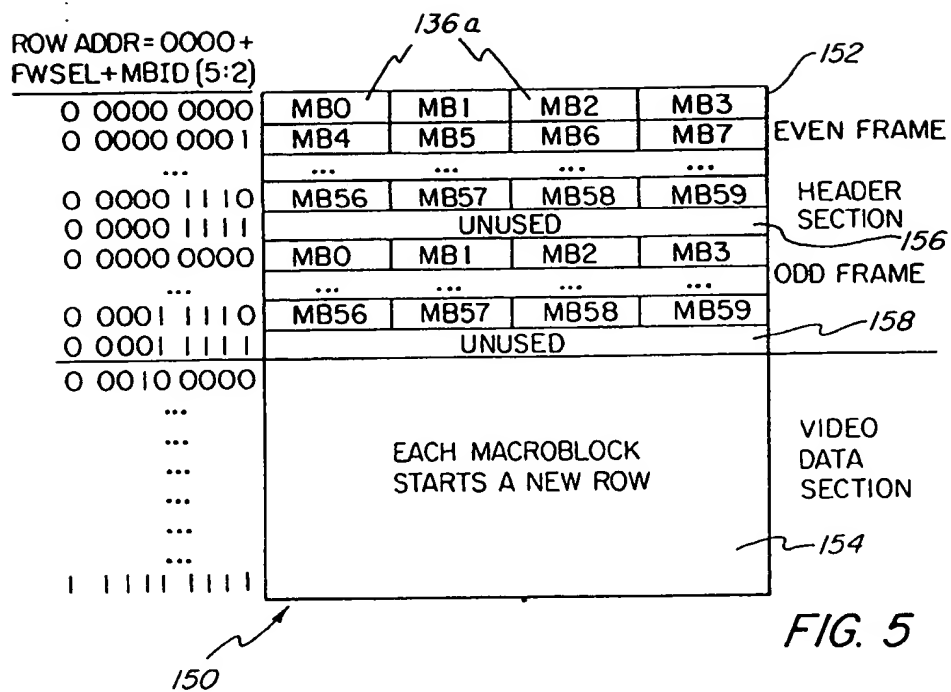 136a
ROW ADDR = 0000 +
FWSEL + MBID (5:2)
152
0 0000 0000 MB0 MB1 MB2 MB3
0 0000 0001 MB4 MB5 MB6 MB7 EVEN FRAME
... ... ... ... ...
0 0000 1110 MB56 MB57 MB58 MB59 HEADER
SECTION
0 0000 1111 UNUSED 156
0 0000 0000 MB0 MB1 MB2 MB3 ODD FRAME
... ... ... ... ...
0 0001 1110 MB56 MB57 MB58 MB59
0 0001 1111 UNUSED 158
0 0010 0000
...
...
...
...
...
...
1 1111 1111
EACH MACROBLOCK
STARTS A NEW ROW
VIDEO
DATA
SECTION
154
150
FIG. 5